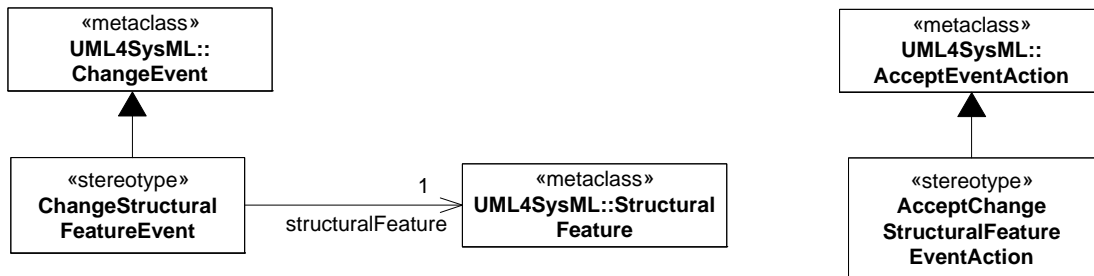 «metaclass»
UML4SysML::
ChangeEvent
«metaclass»
UML4SysML::
AcceptEventAction
«stereotype»
ChangeStructural
FeatureEvent
1
structuralFeature
«metaclass»
UML4SysML::Structural
Feature
«stereotype»
AcceptChange
StructuralFeature
EventAction